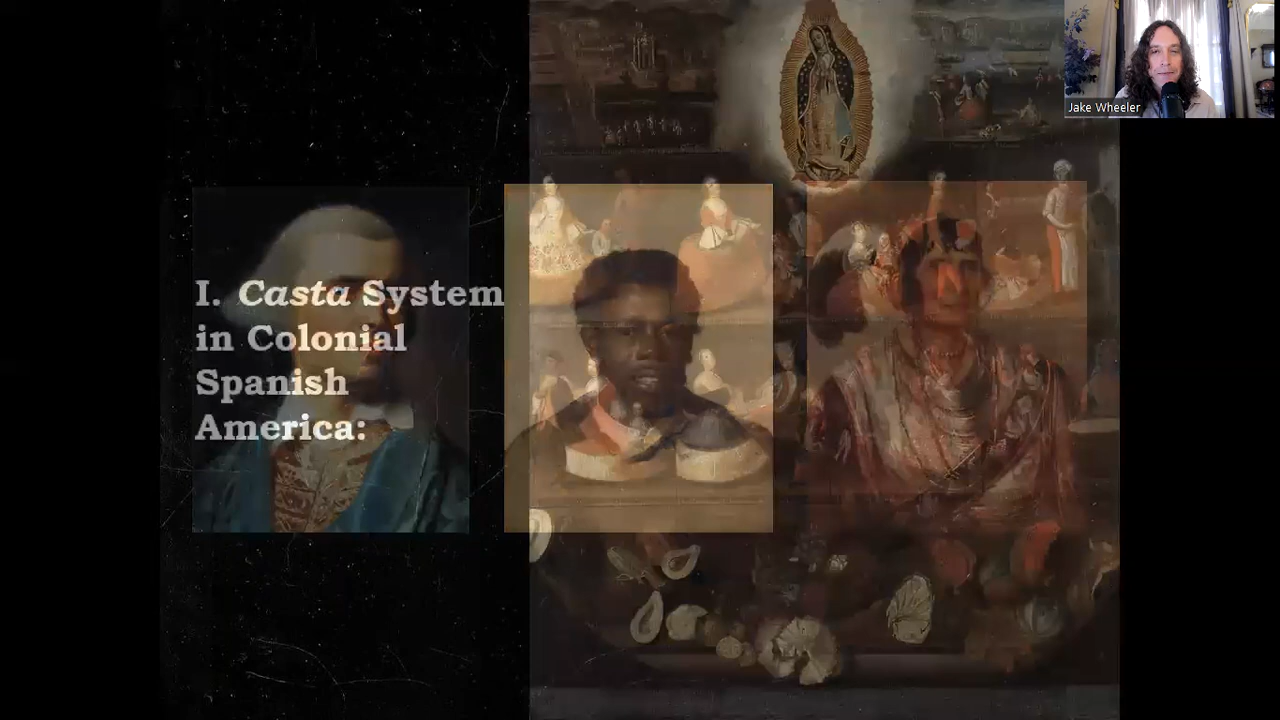 Jake Wheeler
I. Casta System
in Colonial
Spanish
America: